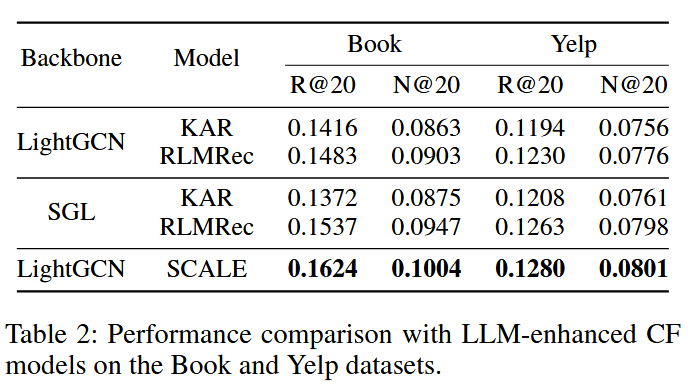 Backbone Model Book Yelp
R@20 N@20 R@20 N@20
LightGCN KAR 0.1416 0.0863 0.1194 0.0756
RLMRec 0.1483 0.0903 0.1230 0.0776
SGL KAR 0.1372 0.0875 0.1208 0.0761
RLMRec 0.1537 0.0947 0.1263 0.0798
LightGCN SCALE 0.1624 0.1004 0.1280 0.0801
Table 2: Performance comparison with LLM-enhanced CF
models on the Book and Yelp datasets.